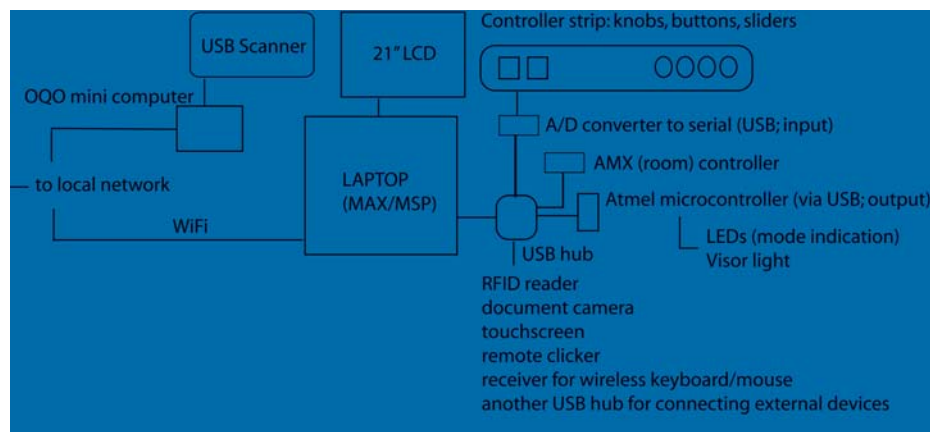 Controller strip: knobs, buttons, sliders
USB Scanner
21" LCD
OQO mini computer
A/D converter to serial (USB; input)
AMX (room) controller
to local network
LAPTOP
(MAX/MSP)
Atmel microcontroller (via USB; output)
WiFi
LEDs (mode indication)
Visor light
USB hub
RFID reader
document camera
touchscreen
remote clicker
receiver for wireless keyboard/mouse
another USB hub for connecting external devices